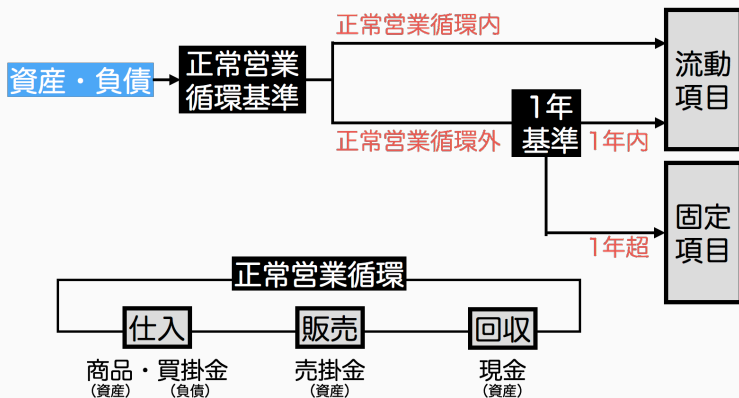 正常営業循環内
資産・負債
正常営業
循環基準
流動
項目
1年
基準
正常営業循環外
1年内
固定
項目
1年超
正常営業循環
仕入
販売
回収
商品・買掛金
売掛金
現金
(資産)
(負債)
(資産)
(資産)